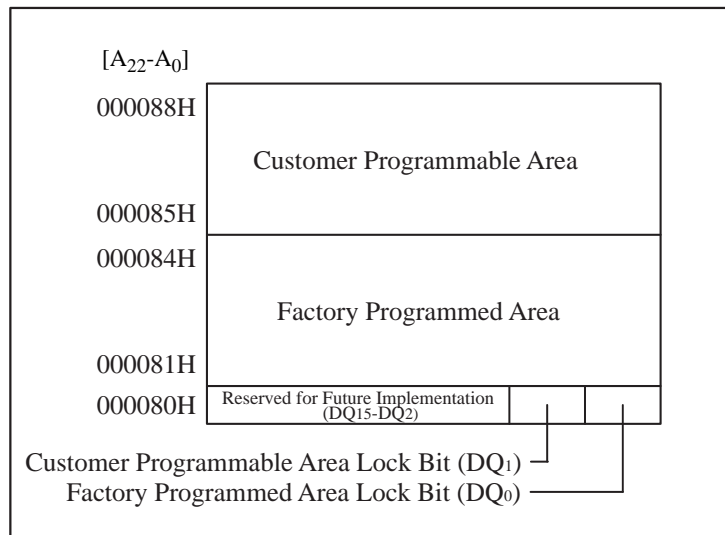 [A22-A0]
000088H
Customer Programmable Area
000085H
000084H
Factory Programmed Area
000081H
000080H
Reserved for Future Implementation
(DQ15-DQ2)
Customer Programmable Area Lock Bit (DQ1)
Factory Programmed Area Lock Bit (DQ0)